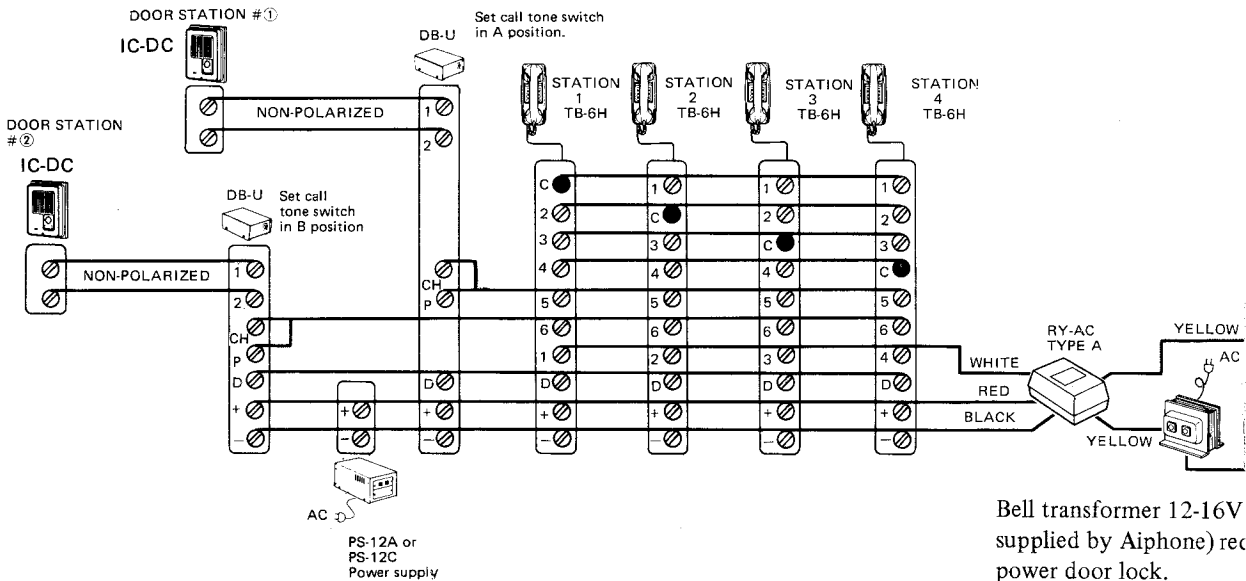 DOOR STATION #①
IC-DC
DB-U
Set call tone switch
in A position.
STATION
1
TB-6H
STATION
2
TB-6H
STATION
3
TB-6H
STATION
4
TB-6H
NON-POLARIZED
1
2
DOOR STATION
#②
IC-DC
DB-U
Set call
tone switch
in B position
NON-POLARIZED
1
2
CH
P
D
+
−
CH
P
D
+
−
+
−
C
2
3
4
5
6
1
D
+
−
1
C
3
4
5
6
2
D
+
−
1
2
C
4
5
6
3
D
+
−
1
2
3
C
5
6
4
D
+
−
WHITE
RED
BLACK
RY-AC
TYPE A
YELLOW
AC
YELLOW
AC
PS-12A or
PS-12C
Power supply
Bell transformer 12-16V
supplied by Aiphone) rec
power door lock.